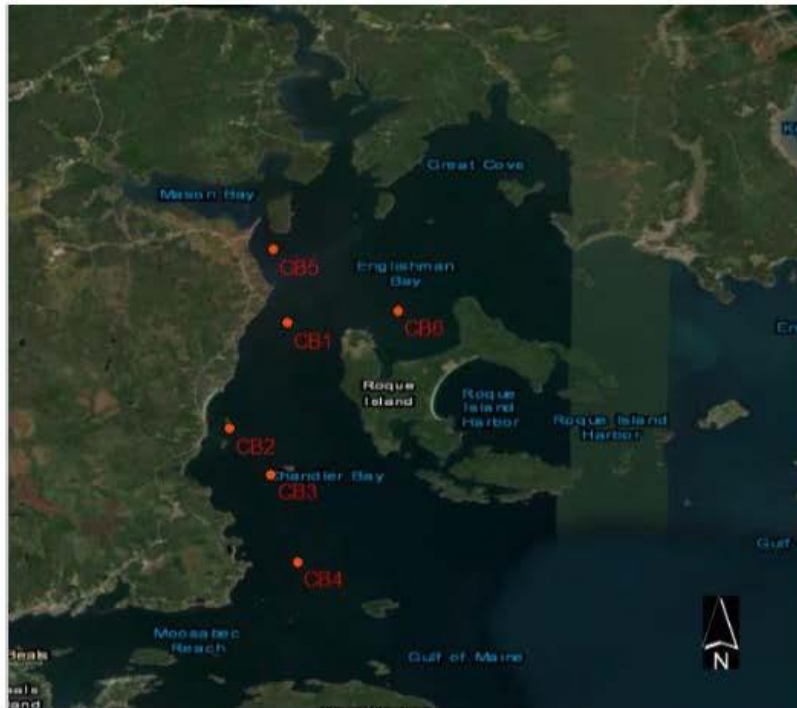 Great Cove
Mason Bay
CB5
Englishman
Bay
CB6
CB1
Roque
Island
Roque
Island
Harbor
Roque Island
Harbor
CB2
Chandler Bay
CB3
CB4
Moosabec
Reach
Gulf of Maine
Beals
N